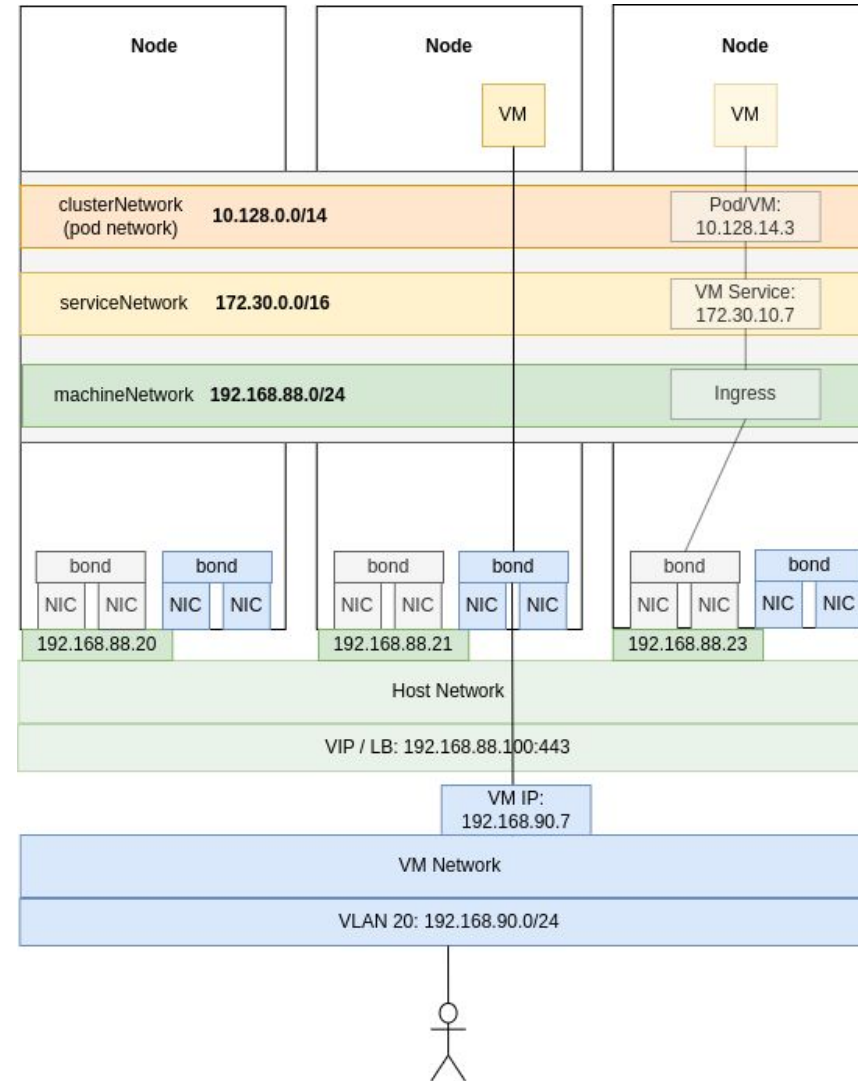 Node
Node
Node
VM
VM
clusterNetwork
(pod network)
10.128.0.0/14
Pod/VM:
10.128.14.3
serviceNetwork
172.30.0.0/16
VM Service:
172.30.10.7
machineNetwork
192.168.88.0/24
Ingress
bond
bond
bond
bond
bond
bond
NIC
NIC
NIC
NIC
NIC
NIC
NIC
NIC
NIC
NIC
NIC
NIC
192.168.88.20
192.168.88.21
192.168.88.23
Host Network
VIP / LB: 192.168.88.100:443
VM IP:
192.168.90.7
VM Network
VLAN 20: 192.168.90.0/24